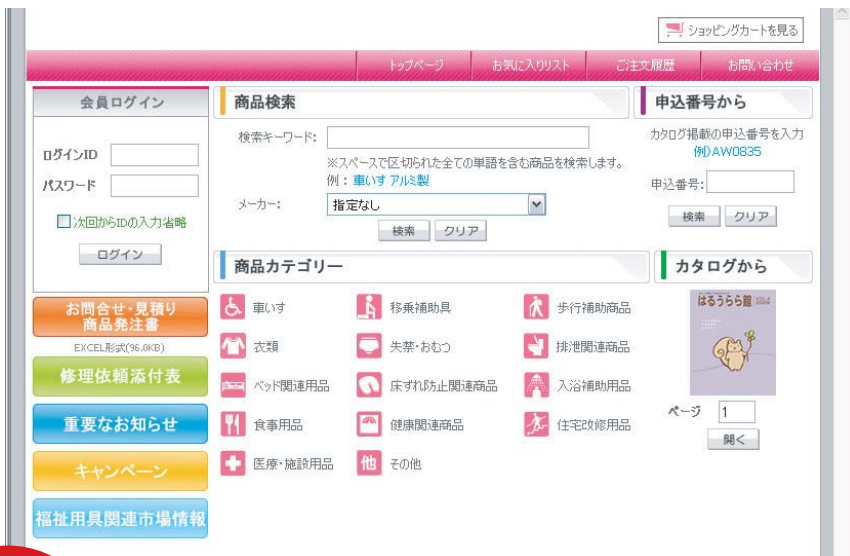 ショッピングカートを見る
トップページ
お気に入りリスト
ご注文履歴
お問い合わせ
会員ログイン
ログインID
パスワード
次回からIDの入力省略
ログイン
お問合せ・見積り
商品発注書
EXCEL形式(96.0KB)
修理依頼添付表
重要なお知らせ
キャンペーン
福祉用具関連市場情報
商品検索
検索キーワード:
※スペースで区切られた全ての単語を含む商品を検索します。
例：車いす アルミ製
メーカー:
指定なし
検索
クリア
商品カテゴリー
車いす
移乗補助具
歩行補助商品
衣類
失禁・おむつ
排泄関連商品
ベッド関連用品
床ずれ防止関連商品
入浴補助用品
食事用品
健康関連商品
住宅改修用品
医療・施設用品
他
その他
申込番号から
カタログ掲載の申込番号を入力
例)AW0835
申込番号:
検索
クリア
カタログから
はるうらら館
ページ
1
開く